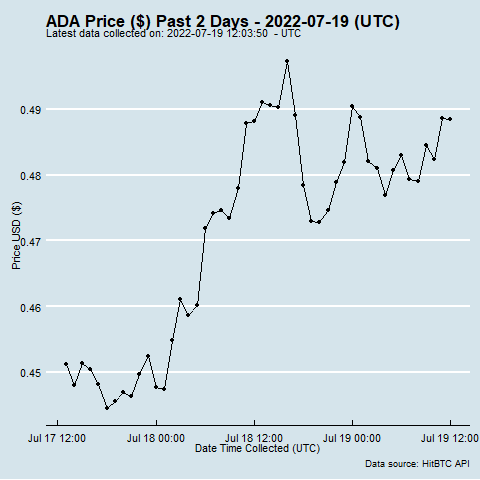 ADA Price ($) Past 2 Days - 2022-07-19 (UTC)
Latest data collected on: 2022-07-19 12:03:50  - UTC
Price USD ($)
0.49
0.48
0.47
0.46
0.45
Jul 17 12:00 Jul 18 00:00 Jul 18 12:00 Jul 19 00:00 Jul 19 12:00
Date Time Collected (UTC)
Data source: HitBTC API